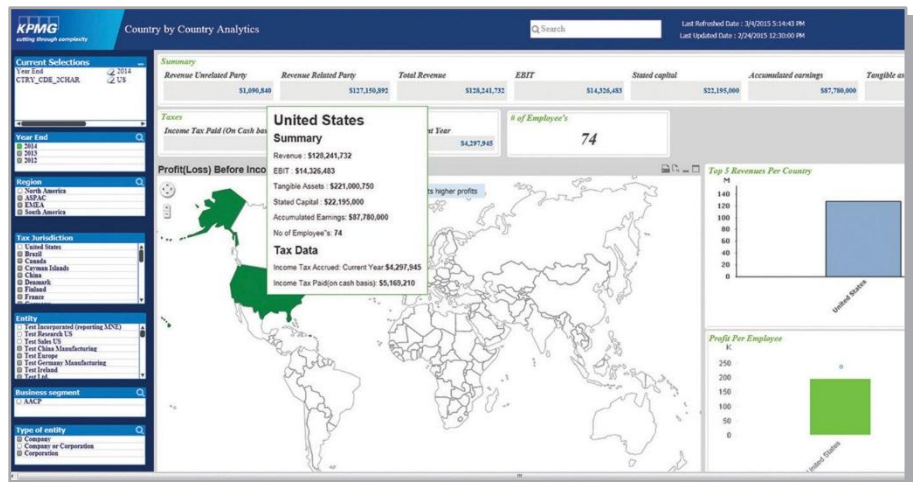 KPMG
cutting through complexity
Country by Country Analytics
Search
Last Refreshed Date : 3/4/2015 5:14:43 PM
Last Updated Date : 2/24/2015 12:30:00 PM
Current Selections
Year End 2014
CTRY_CDE_2CHAR US
Year End
2014
2013
2012
Region
North America
ASPAC
EMEA
South America
Tax Jurisdiction
United States
Brazil
Canada
Cayman Islands
China
Denmark
Finland
France
Entity
Test Incorporated (reporting MNE)
Test Research US
Test Sales US
Test China Manufacturing
Test Europe
Test Germany Manufacturing
Test Ireland
Test Ltd.
Business segment
AACP
Type of entity
Company
Company or Corporation
Corporation
Summary
Revenue Unrelated Party Revenue Related Party Total Revenue EBIT Stated capital Accumulated earnings Tangible as
$1,090,840 $127,150,892 $128,241,732 $14,326,483 $22,195,000 $87,780,000
Taxes
Income Tax Paid (On Cash bas
nt Year
$4,297,945
# of Employee's
74
Profit(Loss) Before Inco
ts higher profits
United States
Summary
Revenue : $128,241,732
EBIT : $14,326,483
Tangible Assets : $221,000,750
Stated Capital : $22,195,000
Accumulated Earnings: $87,780,000
No of Employee"s: 74
Tax Data
Income Tax Accrued: Current Year:$4,297,945
Income Tax Paid(on cash basis): $5,169,210
Top 5 Revenues Per Country
M
140
120
100
80
60
40
20
0
United States
Profit Per Employee
K
250
200
150
100
50
0
United States